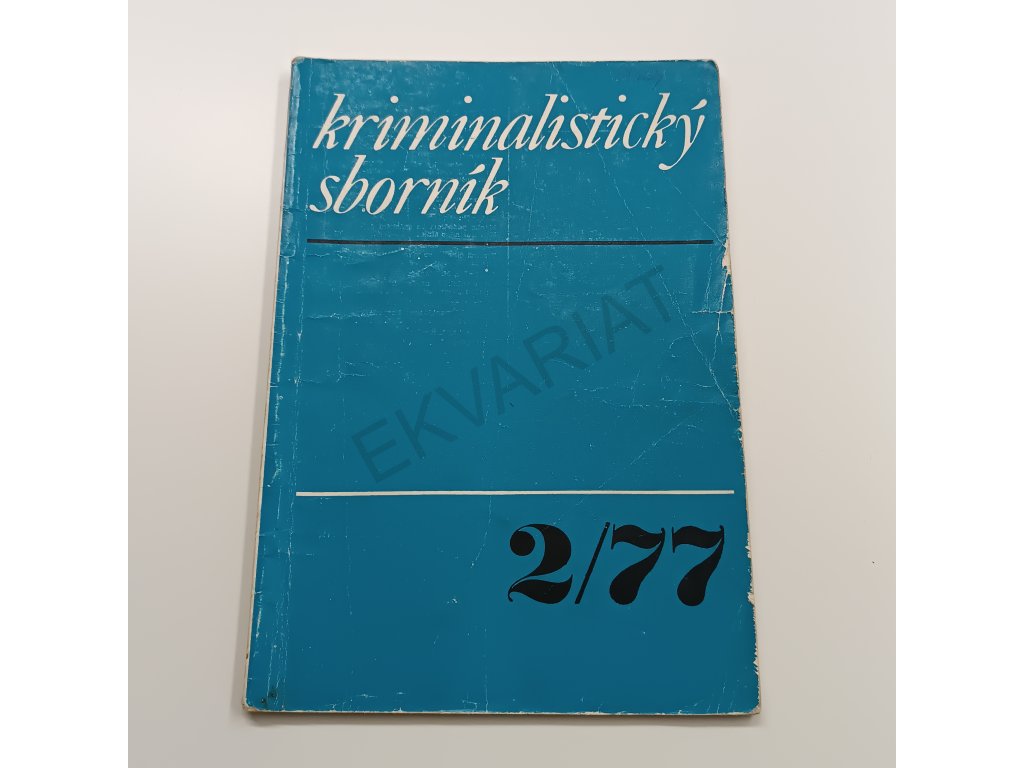 kriminalistický
sborník
EKVARIAT
2/77